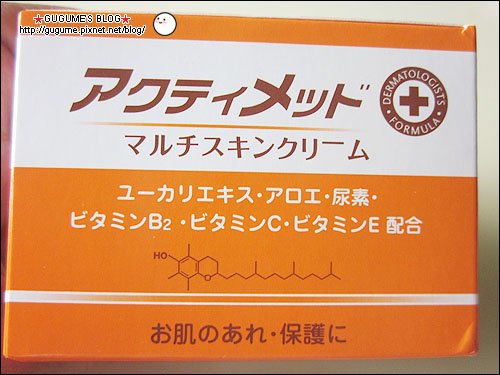 ★GUGUME'S BLOG★
http://gugume.pixnet.net/blog/
アクティメッド
DERMATOLOGISTS FORMULA
マルチスキンクリーム
ユーカリエキス・アロエ・尿素・
ビタミンB2・ビタミンC・ビタミンE 配合
HO
O
お肌のあれ・保護に